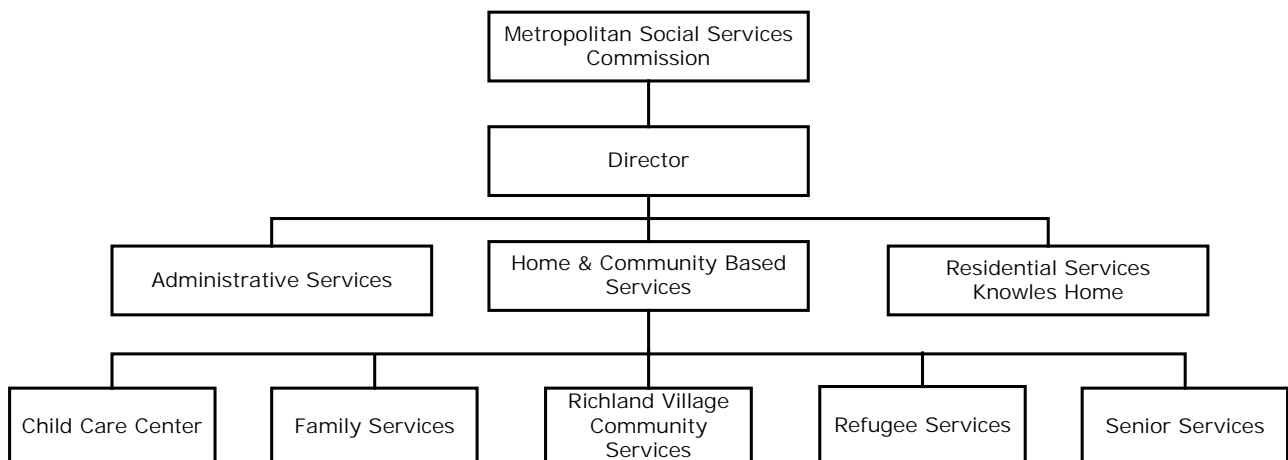 Metropolitan Social Services
Commission
Director
Administrative Services
Home & Community Based
Services
Residential Services
Knowles Home
Child Care Center
Family Services
Richland Village
Community
Services
Refugee Services
Senior Services